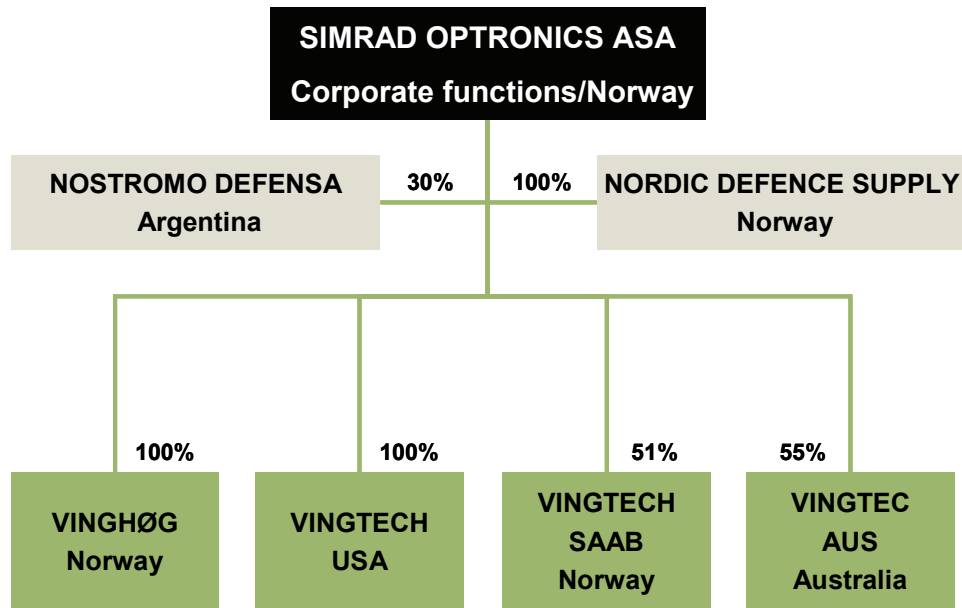 SIMRAD OPTRONICS ASA
Corporate functions/Norway
NOSTROMO DEFENSA
Argentina
30%
100%
NORDIC DEFENCE SUPPLY
Norway
100%
VINGHØG
Norway
100%
VINGTECH
USA
51%
VINGTECH
SAAB
Norway
55%
VINGTEC
AUS
Australia